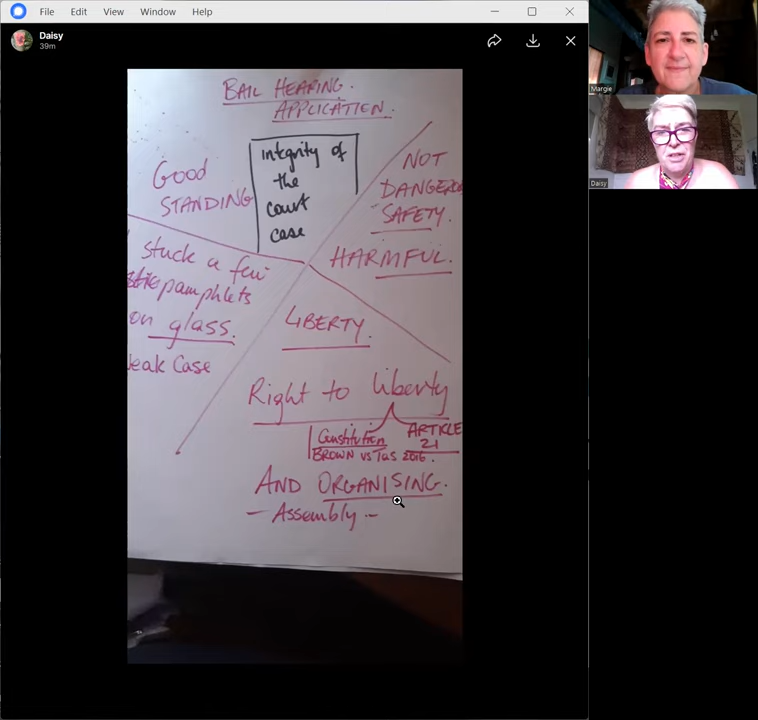 File Edit View Window Help
Daisy
39m
BAIL HEARING.
APPLICATION.
integrity of
the
court
case
GOOD
STANDING
NOT
DANGERO
SAFETY.
HARMFUL.
stuck a few
pamphlets
on glass.
Weak Case
LIBERTY.
Right to liberty
Constitution
BROWN vs Tas 2016.
ARTICLE
21
AND ORGANISING.
- Assembly -
Margie
Daisy